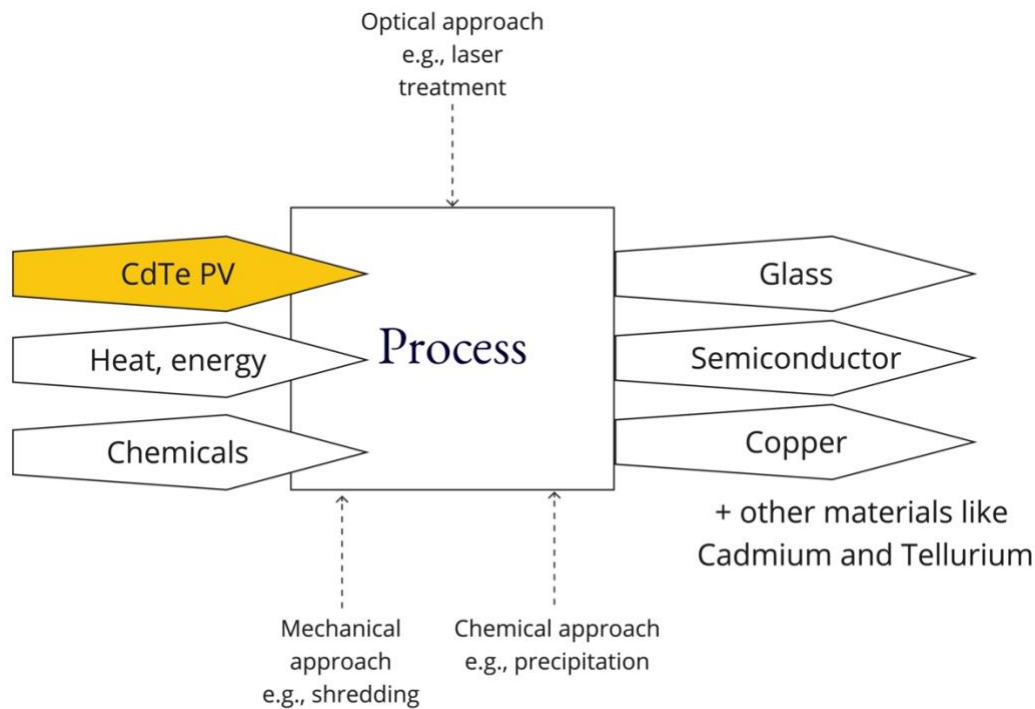 Optical approach
e.g., laser
treatment
CdTe PV
Heat, energy
Chemicals
Process
Glass
Semiconductor
Copper
+ other materials like
Cadmium and Tellurium
Mechanical
approach
e.g., shredding
Chemical approach
e.g., precipitation